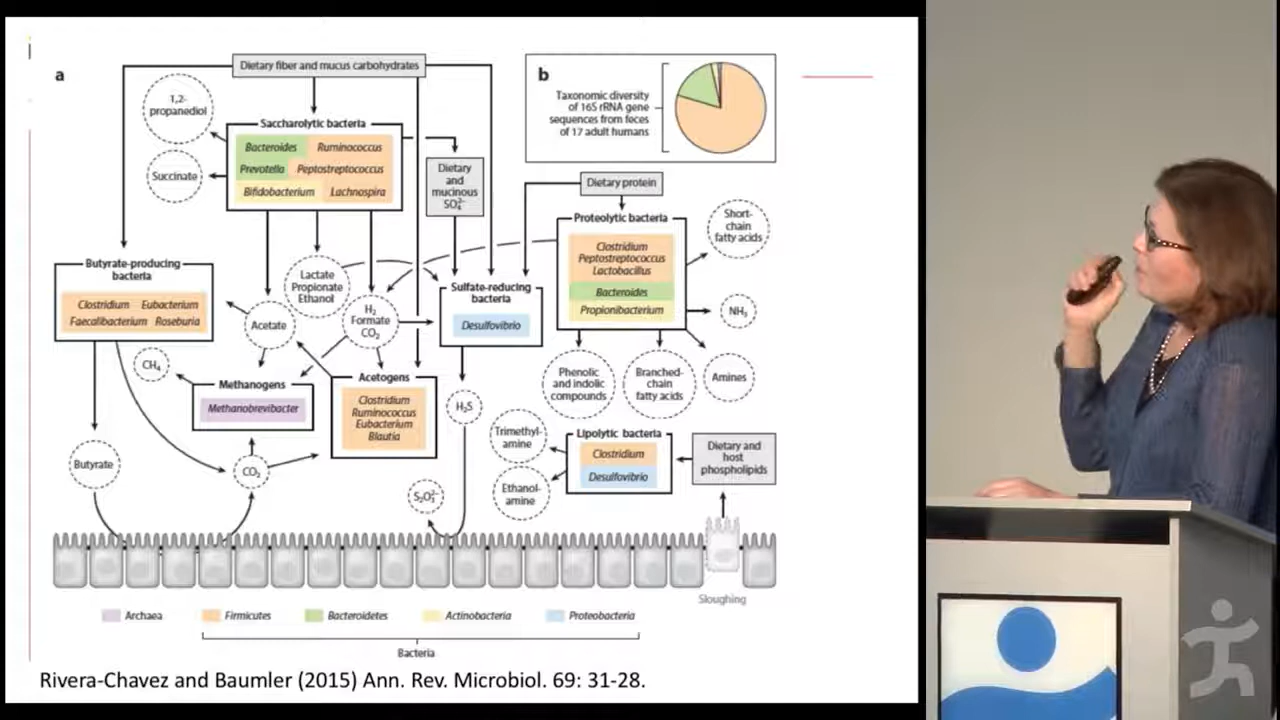 a
Dietary fiber and mucus carbohydrates
b
Taxonomic diversity
of 16S rRNA gene
sequences from feces
of 17 adult humans
1,2-
propanediol
Succinate
Saccharolytic bacteria
Bacteroides Ruminococcus
Prevotella Peptostreptococcus
Bifidobacterium Lachnospira
Dietary
and
mucinous
SO₄²⁻
Dietary protein
Proteolytic bacteria
Clostridium
Peptostreptococcus
Lactobacillus
Bacteroides
Propionibacterium
Short-
chain
fatty acids
NH₃
Amines
Branched-
chain
fatty acids
Phenolic
and indolic
compounds
Butyrate-producing
bacteria
Clostridium Eubacterium
Faecalibacterium Roseburia
Lactate
Propionate
Ethanol
Acetate
H₂
Formate
CO₂
Sulfate-reducing
bacteria
Desulfovibrio
CH₄
Methanogens
Methanobrevibacter
Acetogens
Clostridium
Ruminococcus
Eubacterium
Blautia
H₂S
Trimethyl-
amine
Ethanol-
amine
Lipolytic bacteria
Clostridium
Desulfovibrio
Dietary and
host
phospholipids
Butyrate
CO₂
S₂O₃²⁻
Sloughing
Archaea Firmicutes Bacteroidetes Actinobacteria Proteobacteria
Bacteria
Rivera-Chavez and Baumler (2015) Ann. Rev. Microbiol. 69: 31-28.